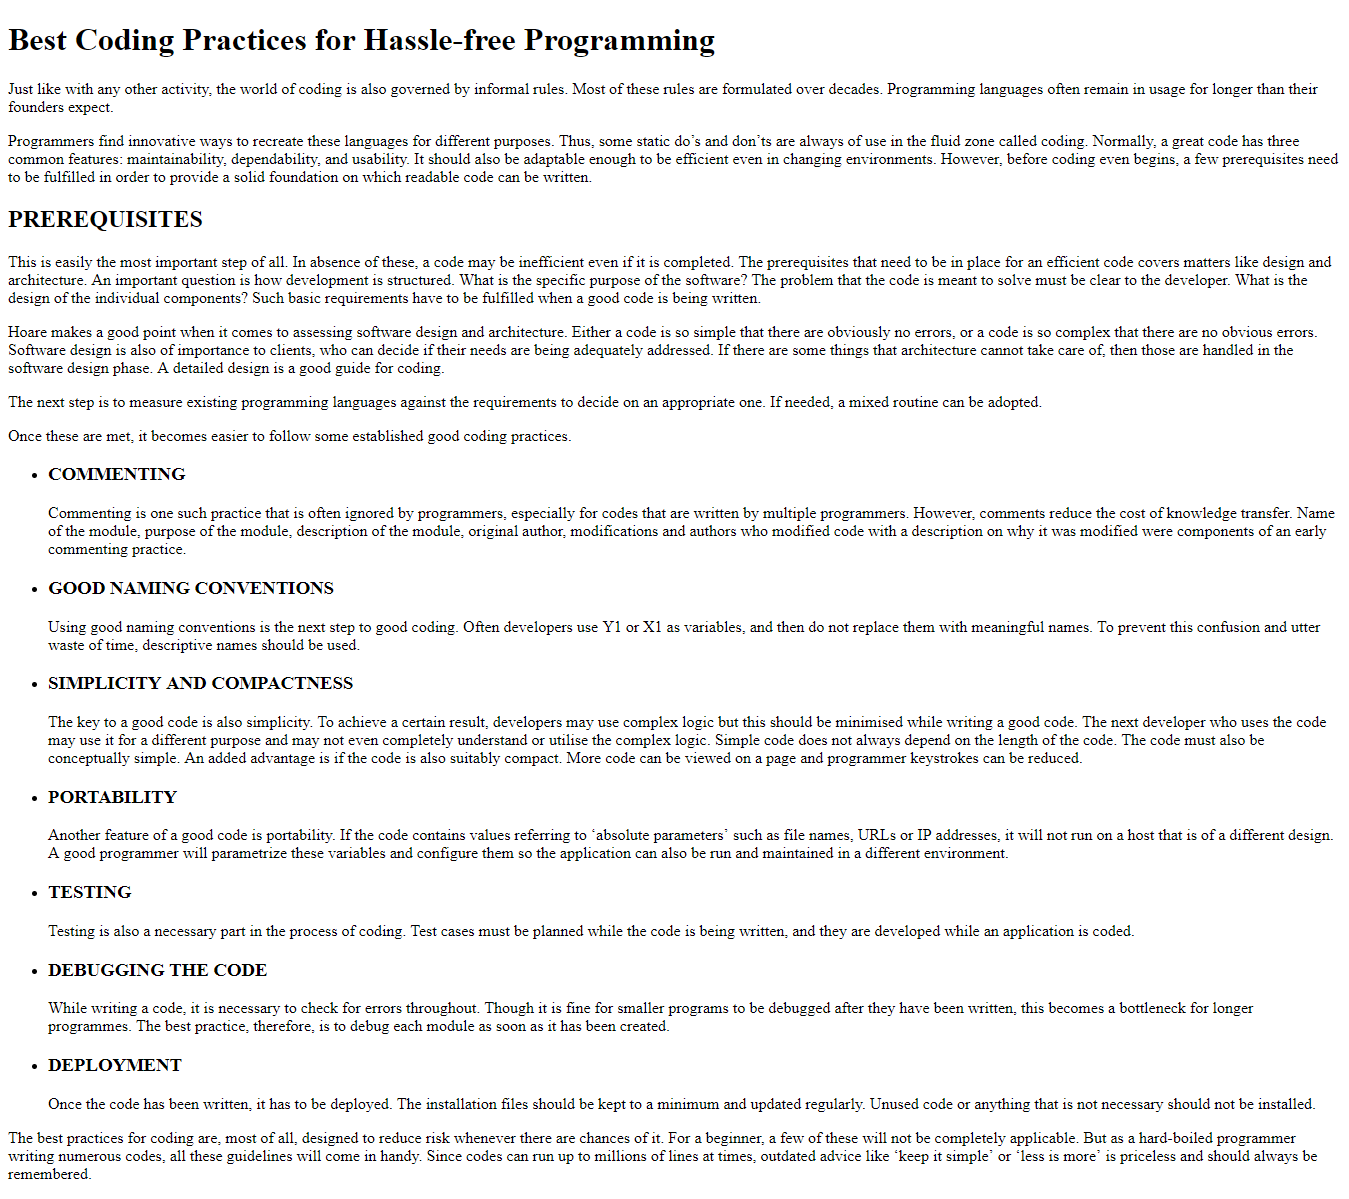 Best Coding Practices for Hassle-free Programming
Just like with any other activity, the world of coding is also governed by informal rules. Most of these rules are formulated over decades. Programming languages often remain in usage for longer than their
founders expect.
Programmers find innovative ways to recreate these languages for different purposes. Thus, some static do’s and don’ts are always of use in the fluid zone called coding. Normally, a great code has three
common features: maintainability, dependability, and usability. It should also be adaptable enough to be efficient even in changing environments. However, before coding even begins, a few prerequisites need
to be fulfilled in order to provide a solid foundation on which readable code can be written.
PREREQUISITES
This is easily the most important step of all. In absence of these, a code may be inefficient even if it is completed. The prerequisites that need to be in place for an efficient code covers matters like design and
architecture. An important question is how development is structured. What is the specific purpose of the software? The problem that the code is meant to solve must be clear to the developer. What is the
design of the individual components? Such basic requirements have to be fulfilled when a good code is being written.
Hoare makes a good point when it comes to assessing software design and architecture. Either a code is so simple that there are obviously no errors, or a code is so complex that there are no obvious errors.
Software design is also of importance to clients, who can decide if their needs are being adequately addressed. If there are some things that architecture cannot take care of, then those are handled in the
software design phase. A detailed design is a good guide for coding.
The next step is to measure existing programming languages against the requirements to decide on an appropriate one. If needed, a mixed routine can be adopted.
Once these are met, it becomes easier to follow some established good coding practices.
• COMMENTING
Commenting is one such practice that is often ignored by programmers, especially for codes that are written by multiple programmers. However, comments reduce the cost of knowledge transfer. Name
of the module, purpose of the module, description of the module, original author, modifications and authors who modified code with a description on why it was modified were components of an early
commenting practice.
• GOOD NAMING CONVENTIONS
Using good naming conventions is the next step to good coding. Often developers use Y1 or X1 as variables, and then do not replace them with meaningful names. To prevent this confusion and utter
waste of time, descriptive names should be used.
• SIMPLICITY AND COMPACTNESS
The key to a good code is also simplicity. To achieve a certain result, developers may use complex logic but this should be minimised while writing a good code. The next developer who uses the code
may use it for a different purpose and may not even completely understand or utilise the complex logic. Simple code does not always depend on the length of the code. The code must also be
conceptually simple. An added advantage is if the code is also suitably compact. More code can be viewed on a page and programmer keystrokes can be reduced.
• PORTABILITY
Another feature of a good code is portability. If the code contains values referring to ‘absolute parameters’ such as file names, URLs or IP addresses, it will not run on a host that is of a different design.
A good programmer will parametrize these variables and configure them so the application can also be run and maintained in a different environment.
• TESTING
Testing is also a necessary part in the process of coding. Test cases must be planned while the code is being written, and they are developed while an application is coded.
• DEBUGGING THE CODE
While writing a code, it is necessary to check for errors throughout. Though it is fine for smaller programs to be debugged after they have been written, this becomes a bottleneck for longer
programmes. The best practice, therefore, is to debug each module as soon as it has been created.
• DEPLOYMENT
Once the code has been written, it has to be deployed. The installation files should be kept to a minimum and updated regularly. Unused code or anything that is not necessary should not be installed.
The best practices for coding are, most of all, designed to reduce risk whenever there are chances of it. For a beginner, a few of these will not be completely applicable. But as a hard-boiled programmer
writing numerous codes, all these guidelines will come in handy. Since codes can run up to millions of lines at times, outdated advice like ‘keep it simple’ or ‘less is more’ is priceless and should always be
remembered.